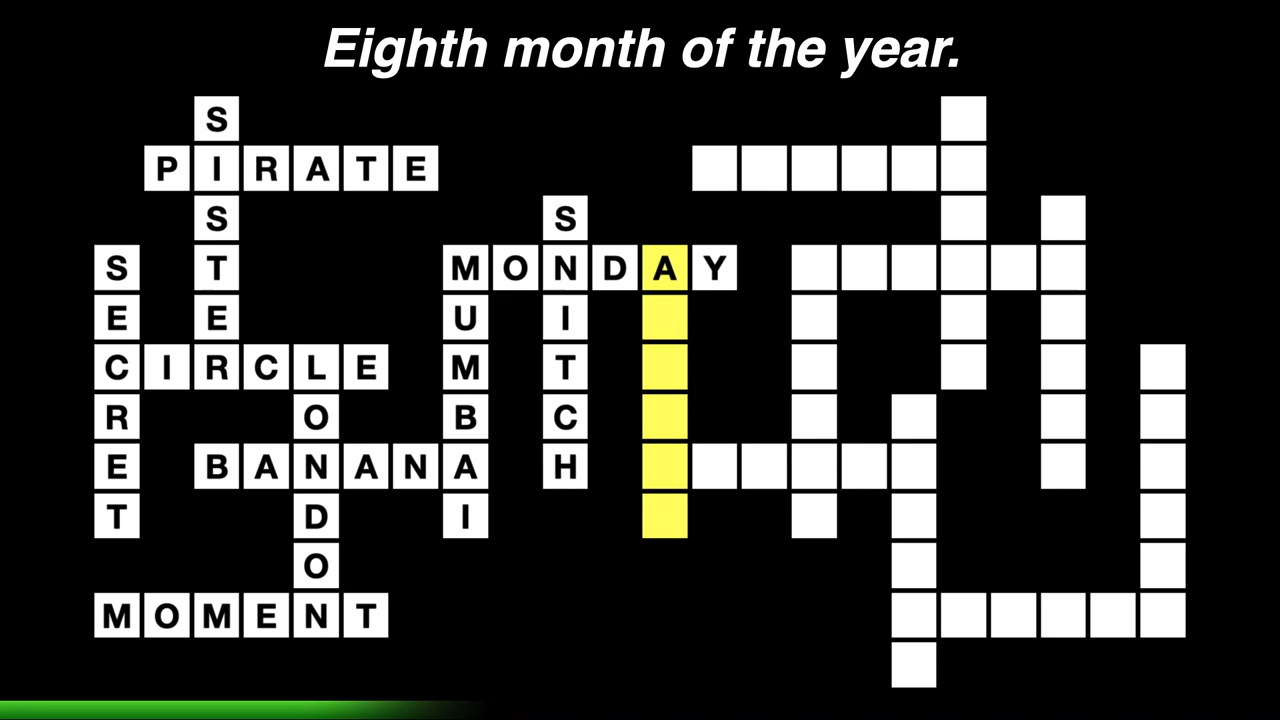 Eighth month of the year.
S
PIRATE
S
S
S
T
MONDAY
E
E
U
I
CIRCLE
M
T
R
O
B
C
E
BANANA
H
T
D
I
O
MOMENT